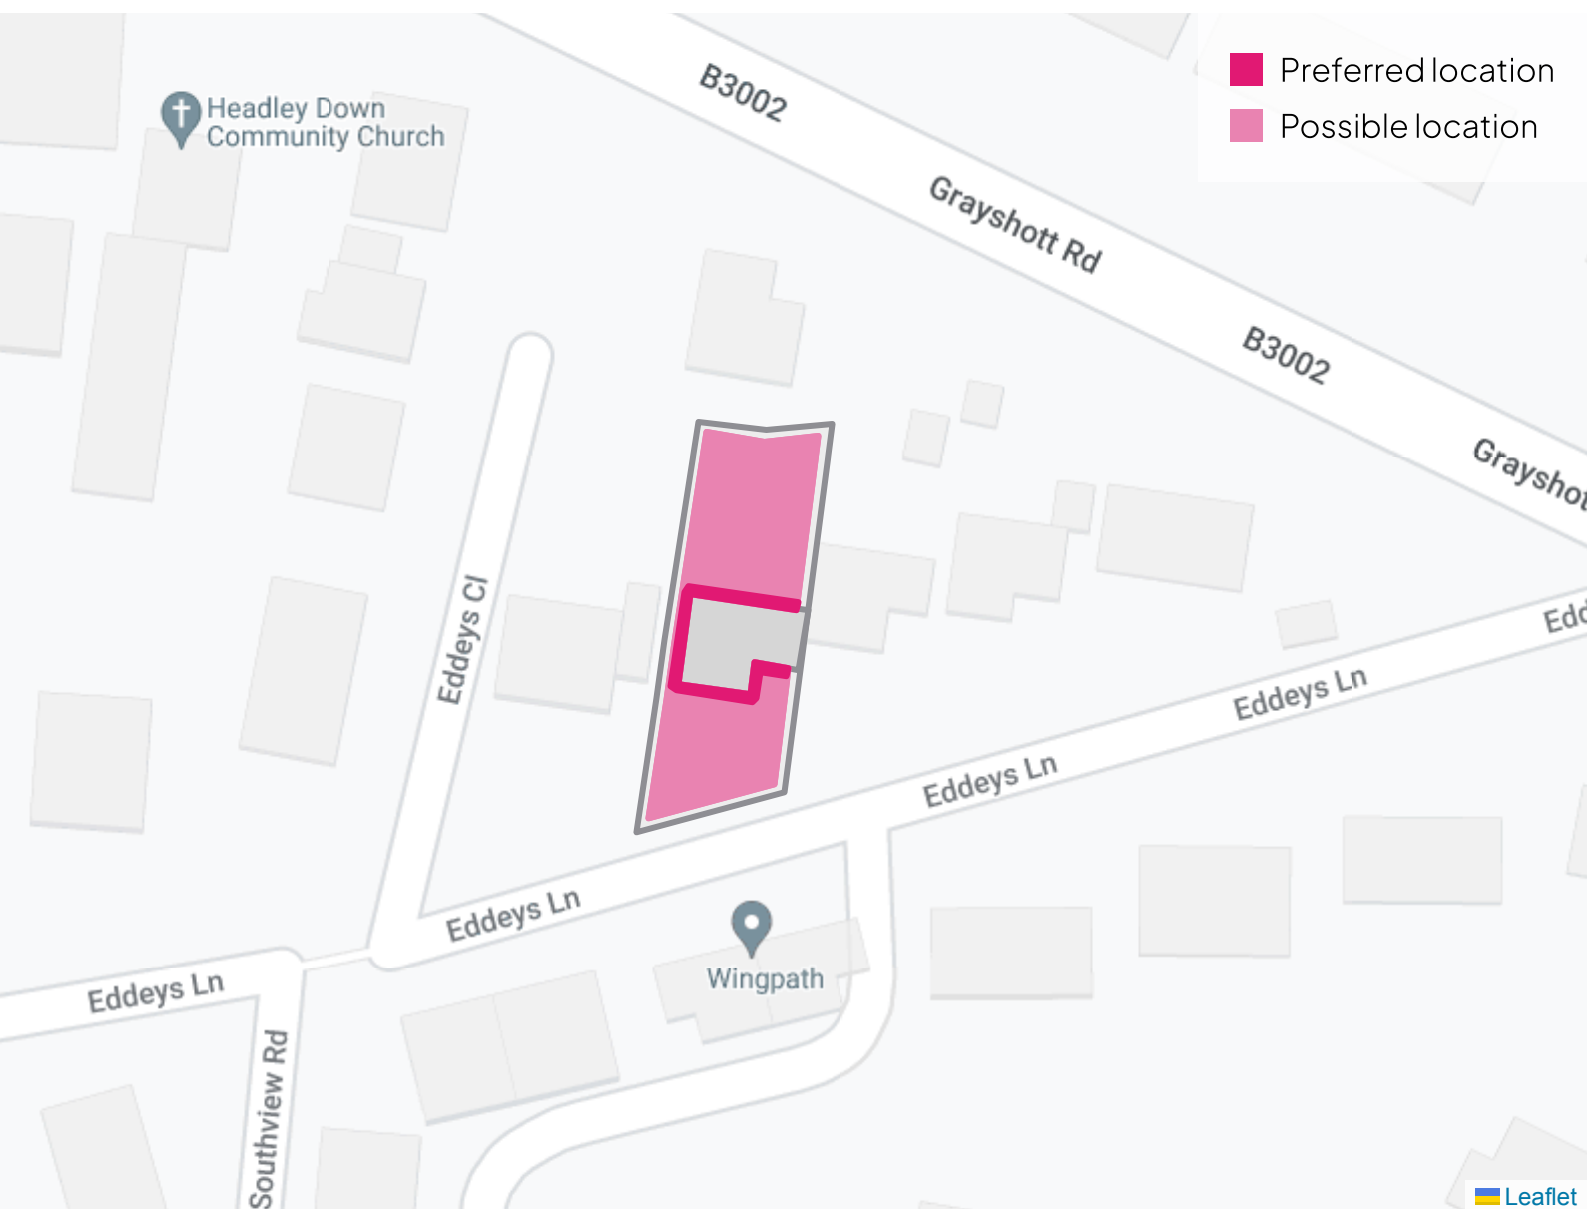 Preferred location
Possible location
B3002
Headley Down
Community Church
Grayshott Rd
B3002
Grayshot
Eddeys Cl
Edd
Eddeys Ln
Eddeys Ln
Eddeys Ln
Wingpath
Eddeys Ln
Southview Rd
Leaflet